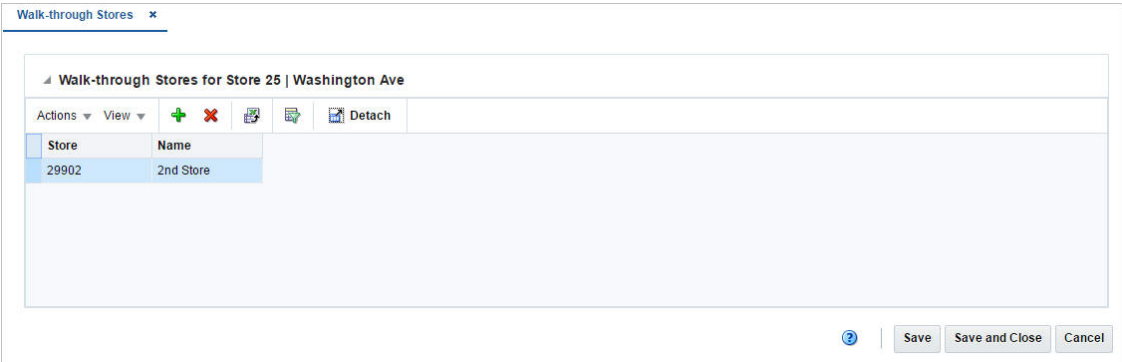 Walk-through Stores
Walk-through Stores for Store 25 | Washington Ave
Actions View Detach
Store Name
29902 2nd Store
Save Save and Close Cancel